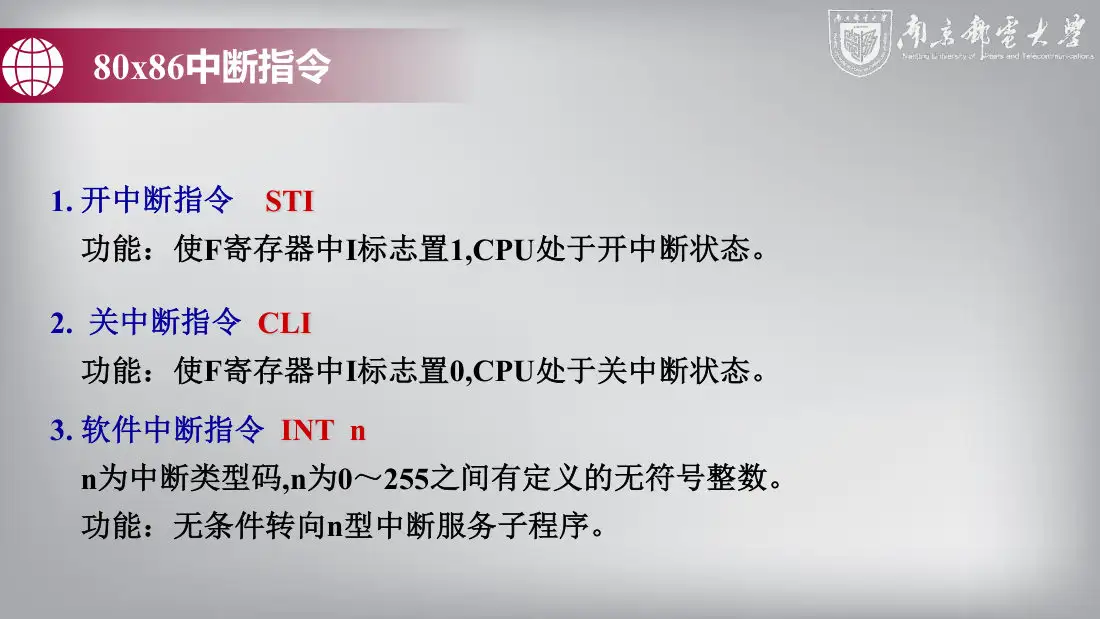 80x86中断指令
南京邮电大学
Nanjing University of Posts and Telecommunications
1. 开中断指令 STI
功能：使F寄存器中I标志置1,CPU处于开中断状态。
2. 关中断指令 CLI
功能：使F寄存器中I标志置0,CPU处于关中断状态。
3. 软件中断指令 INT n
n为中断类型码,n为0～255之间有定义的无符号整数。
功能：无条件转向n型中断服务子程序。